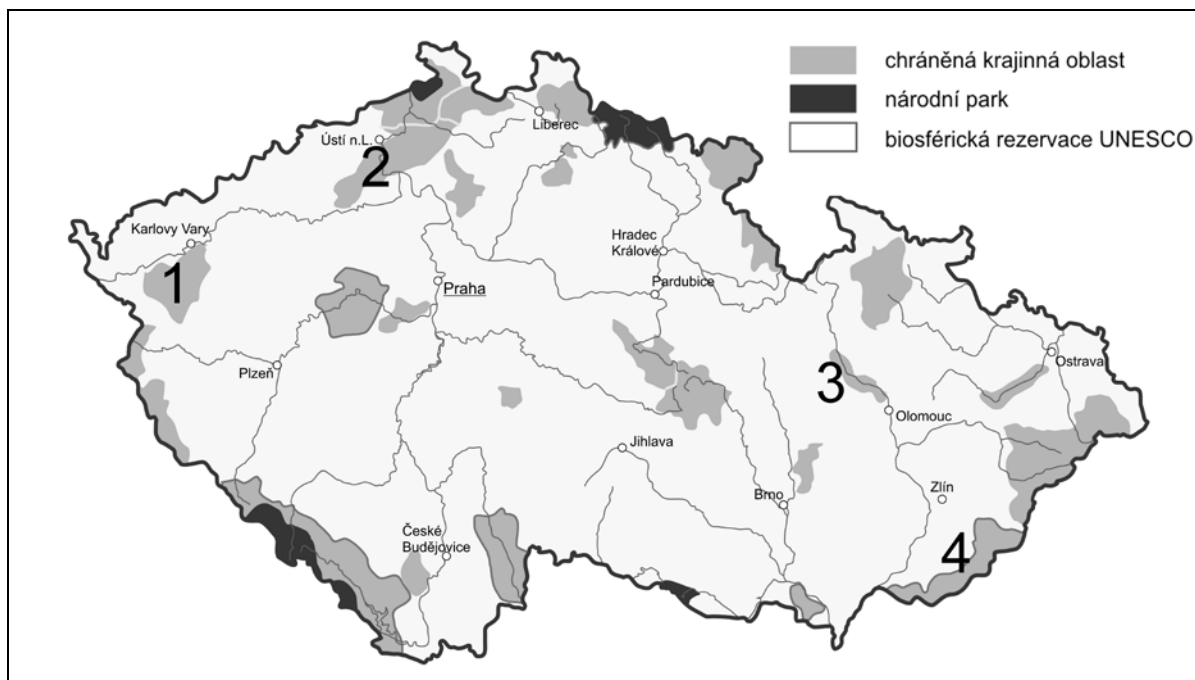 chráněná krajinná oblast
národní park
biosférická rezervace UNESCO
Liberec
Ústí n.L.
2
Karlovy Vary
1
Hradec
Králové
Praha
Pardubice
Plzeň
3
Ostrava
Olomouc
Jihlava
Brno
Zlín
České
Budějovice
4